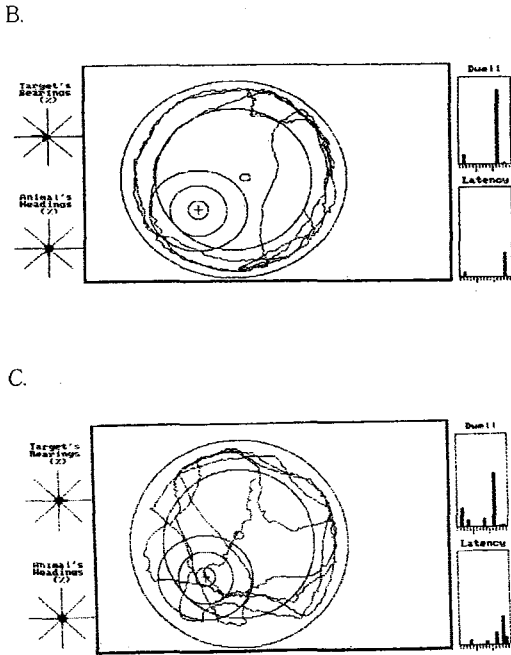 B.
Target's
Bearings
(%)
Animal's
Headings
(%)
Dwell
Latency
C.
Target's
Bearings
(%)
Animal's
Headings
(%)
Dwell
Latency